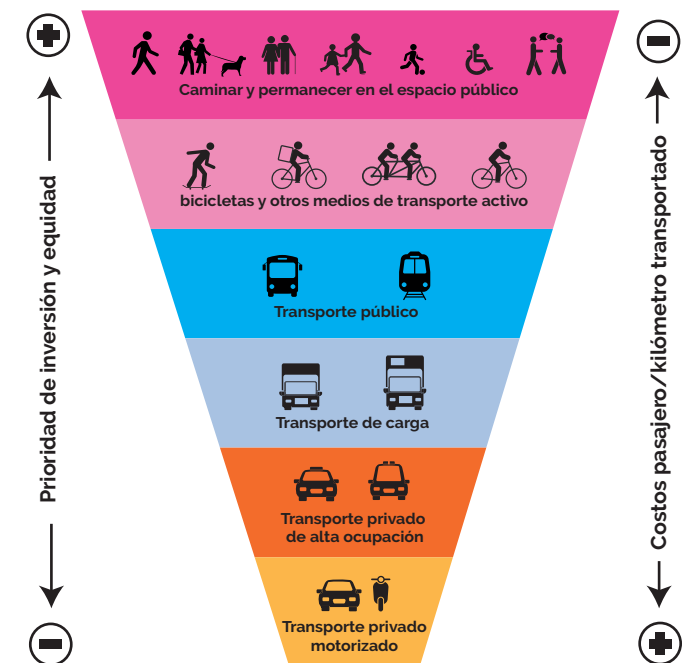 Caminar y permanecer en el espacio público
bicicletas y otros medios de transporte activo
Transporte público
Transporte de carga
Transporte privado
de alta ocupación
Transporte privado
motorizado
Prioridad de inversión y equidad
Costos pasajero/kilómetro transportado